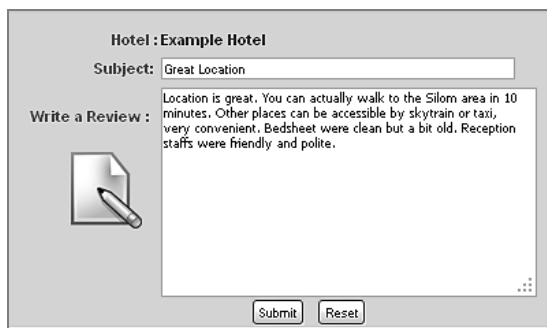 Hotel : Example Hotel
Subject: Great Location
Write a Review :
Location is great. You can actually walk to the Silom area in 10
minutes. Other places can be accessible by skytrain or taxi,
very convenient. Bedsheet were clean but a bit old. Reception
staffs were friendly and polite.
Submit Reset